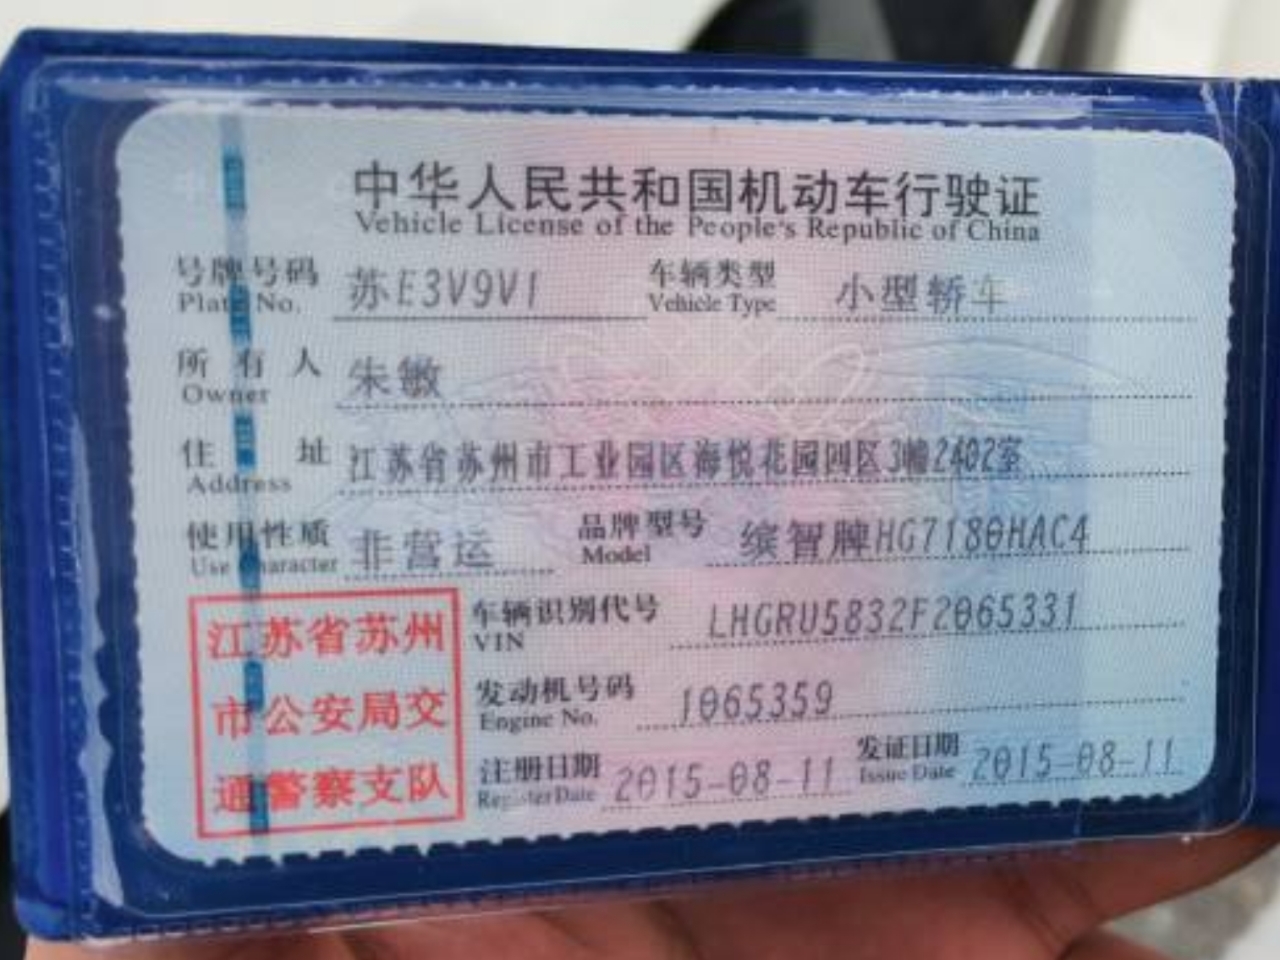 中华人民共和国机动车行驶证
Vehicle License of the People's Republic of China
号牌号码 苏E3V9V1 车辆类型 小型轿车
Plate No. Vehicle Type
所有人 朱敏
Owner
住址 江苏省苏州市工业园区海悦花园四区3幢2402室
Address
使用性质 非营运 品牌型号 缤智牌HG7180HAC4
Use Character Model
江苏省苏州
市公安局交
通警察支队
车辆识别代号 LHGRU5832F2065331
VIN
发动机号码 1065359
Engine No.
注册日期 2015-08-11 发证日期 2015-08-11
Register Date Issue Date